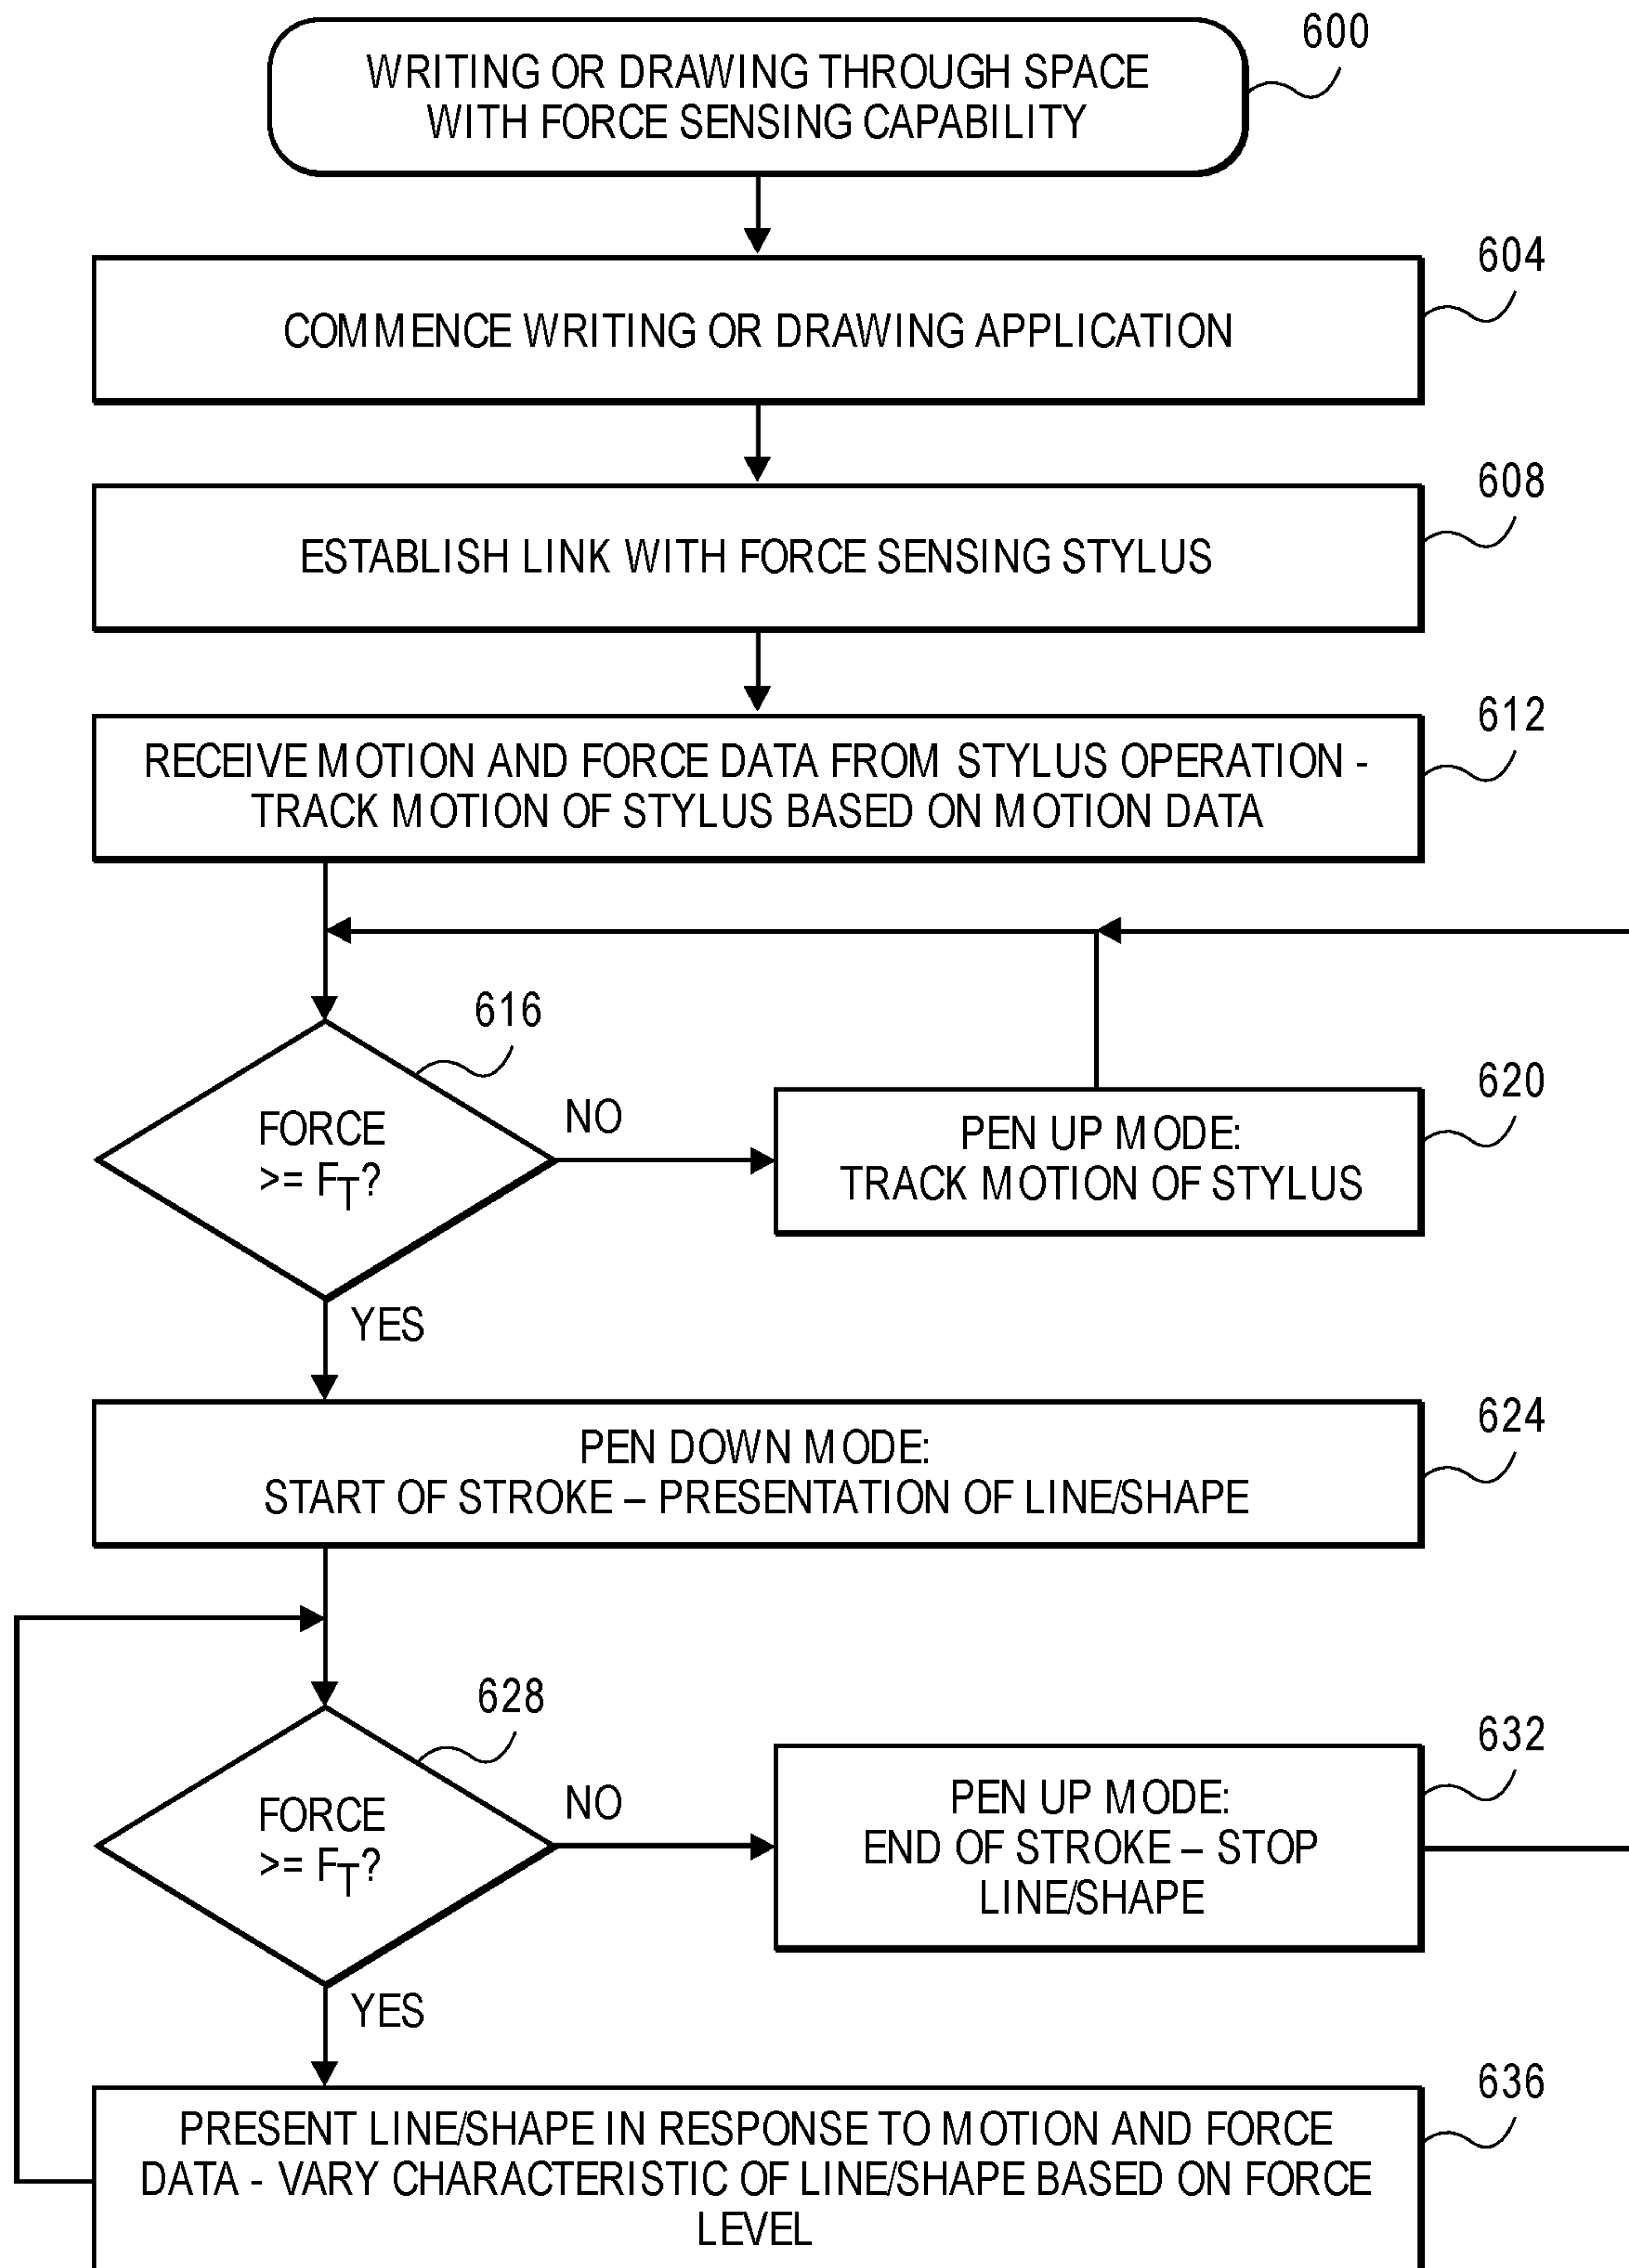 600
WRITING OR DRAWING THROUGH SPACE
WITH FORCE SENSING CAPABILITY
604
COMMENCE WRITING OR DRAWING APPLICATION
608
ESTABLISH LINK WITH FORCE SENSING STYLUS
612
RECEIVE MOTION AND FORCE DATA FROM STYLUS OPERATION -
TRACK MOTION OF STYLUS BASED ON MOTION DATA
616
FORCE
>= FT?
NO
620
PEN UP MODE:
TRACK MOTION OF STYLUS
YES
624
PEN DOWN MODE:
START OF STROKE – PRESENTATION OF LINE/SHAPE
628
FORCE
>= FT?
NO
632
PEN UP MODE:
END OF STROKE – STOP
LINE/SHAPE
YES
636
PRESENT LINE/SHAPE IN RESPONSE TO MOTION AND FORCE
DATA - VARY CHARACTERISTIC OF LINE/SHAPE BASED ON FORCE
LEVEL